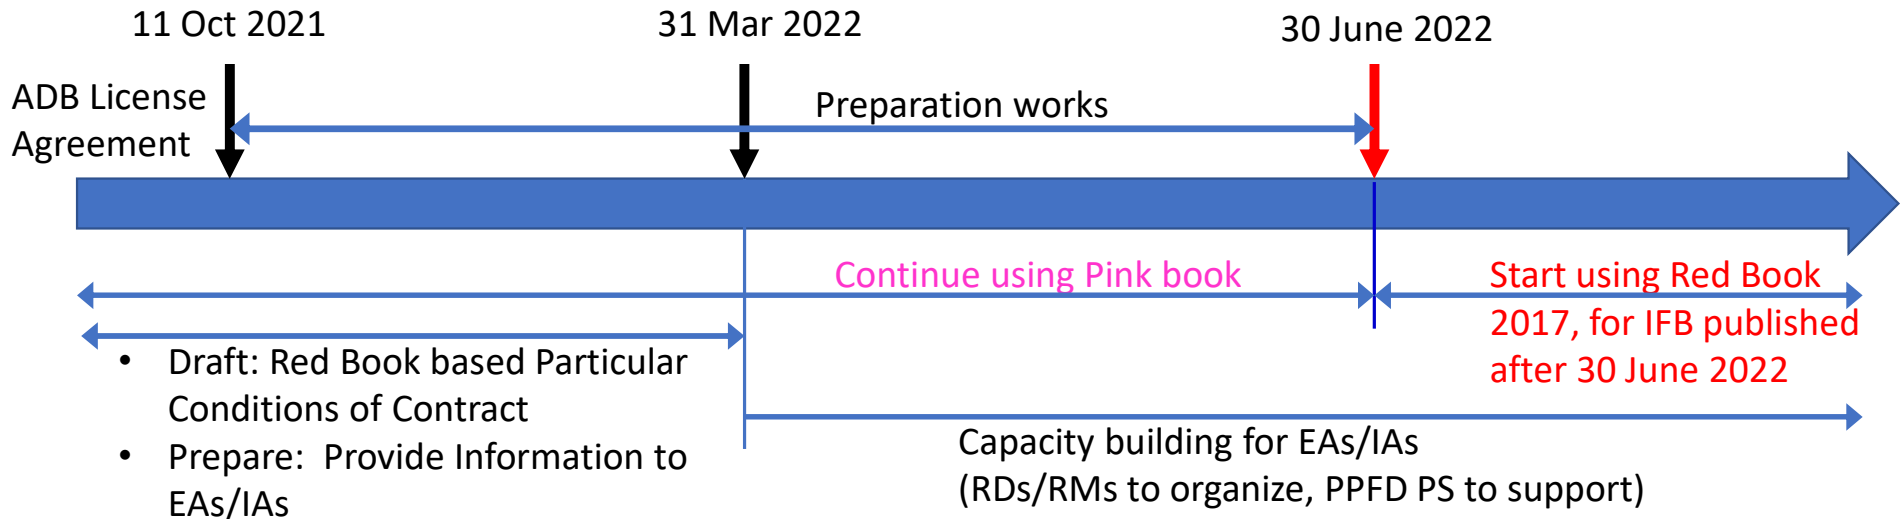 11 Oct 2021
31 Mar 2022
30 June 2022
ADB License
Agreement
Preparation works
Continue using Pink book
Start using Red Book
2017, for IFB published
after 30 June 2022
• Draft: Red Book based Particular
Conditions of Contract
• Prepare: Provide Information to
EAs/IAs
Capacity building for EAs/IAs
(RDs/RMs to organize, PPFD PS to support)